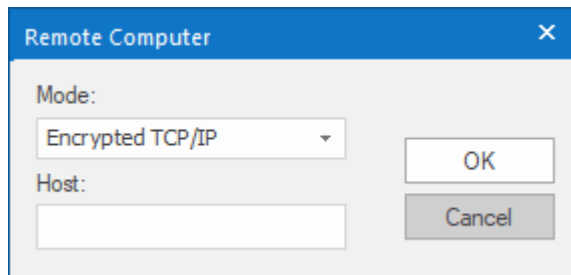 Remote Computer
Mode:
Encrypted TCP/IP
Host:
OK
Cancel